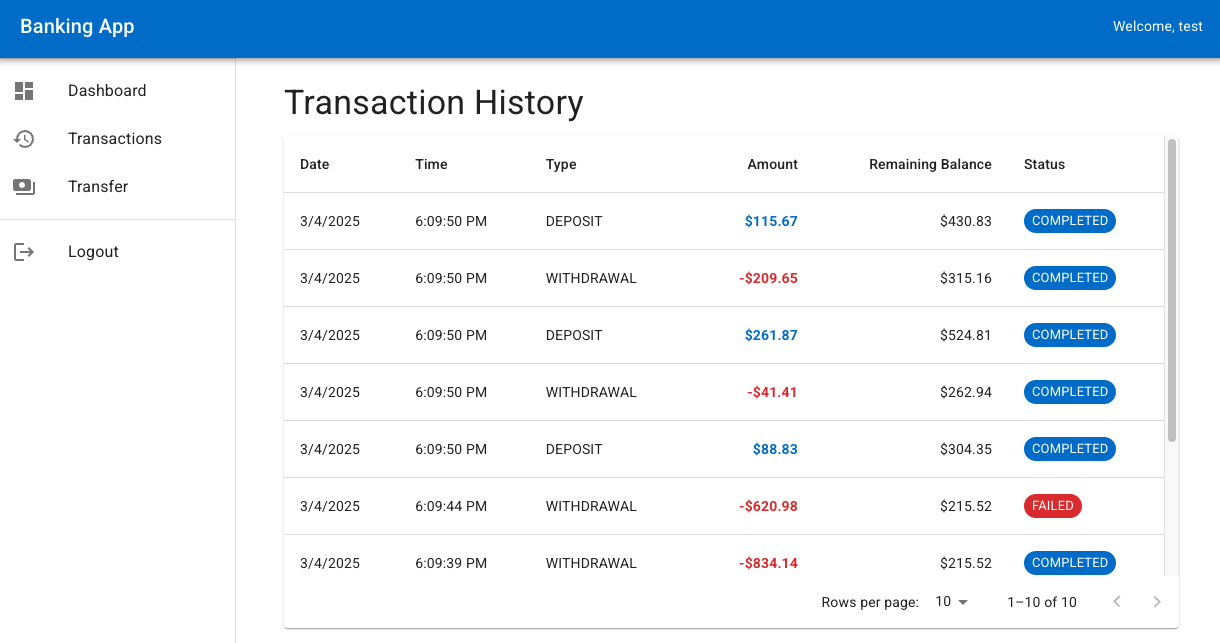 Banking App
Welcome, test
Dashboard
Transactions
Transfer
Logout
Transaction History
Date Time Type Amount Remaining Balance Status
3/4/2025 6:09:50 PM DEPOSIT $115.67 $430.83 COMPLETED
3/4/2025 6:09:50 PM WITHDRAWAL -$209.65 $315.16 COMPLETED
3/4/2025 6:09:50 PM DEPOSIT $261.87 $524.81 COMPLETED
3/4/2025 6:09:50 PM WITHDRAWAL -$41.41 $262.94 COMPLETED
3/4/2025 6:09:50 PM DEPOSIT $88.83 $304.35 COMPLETED
3/4/2025 6:09:44 PM WITHDRAWAL -$620.98 $215.52 FAILED
3/4/2025 6:09:39 PM WITHDRAWAL -$834.14 $215.52 COMPLETED
Rows per page: 10 1–10 of 10